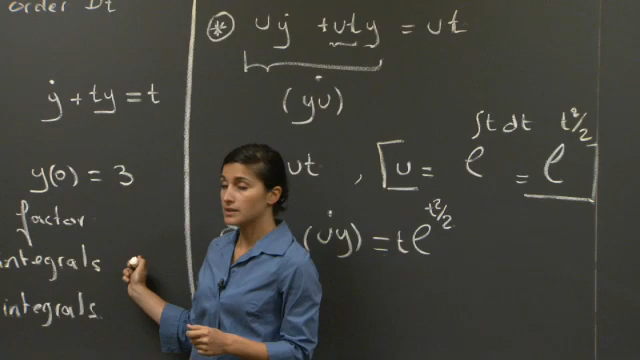 order Dt
ẏ + ty = t
y(0) = 3
factor
integrals
integrals
⊛ uẏ + uty = ut
(yu)˙
ut , [u = e^∫t dt = e^t²/2
(uy)˙ = te^t²/2